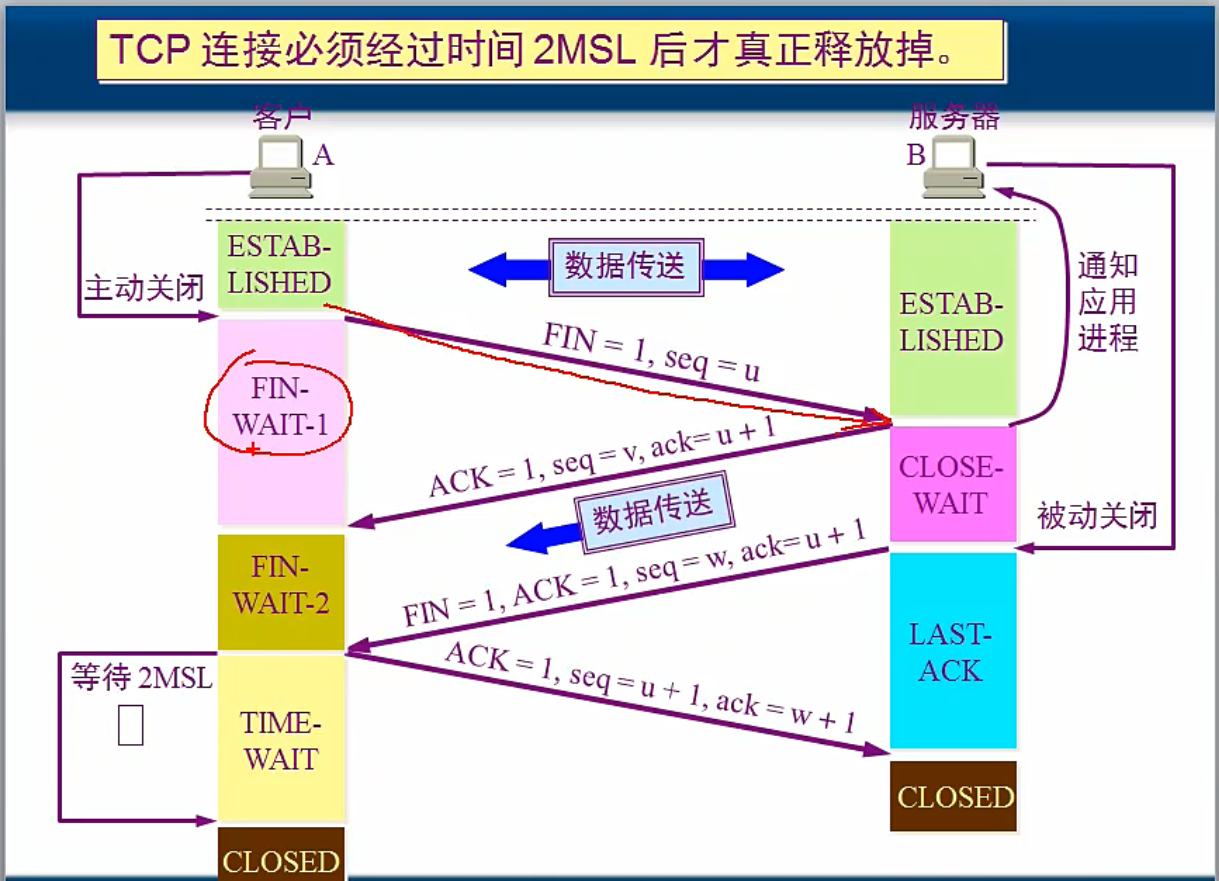 TCP 连接必须经过时间 2MSL 后才真正释放掉。
客户
A
服务器
B
ESTAB-
LISHED
数据传送
ESTAB-
LISHED
通知
应用
进程
主动关闭
FIN = 1, seq = u
FIN-
WAIT-1
ACK = 1, seq = v, ack= u + 1
CLOSE-
WAIT
数据传送
被动关闭
FIN-
WAIT-2
FIN = 1, ACK = 1, seq = w, ack= u + 1
LAST-
ACK
ACK = 1, seq = u + 1, ack = w + 1
等待 2MSL
TIME-
WAIT
CLOSED
CLOSED